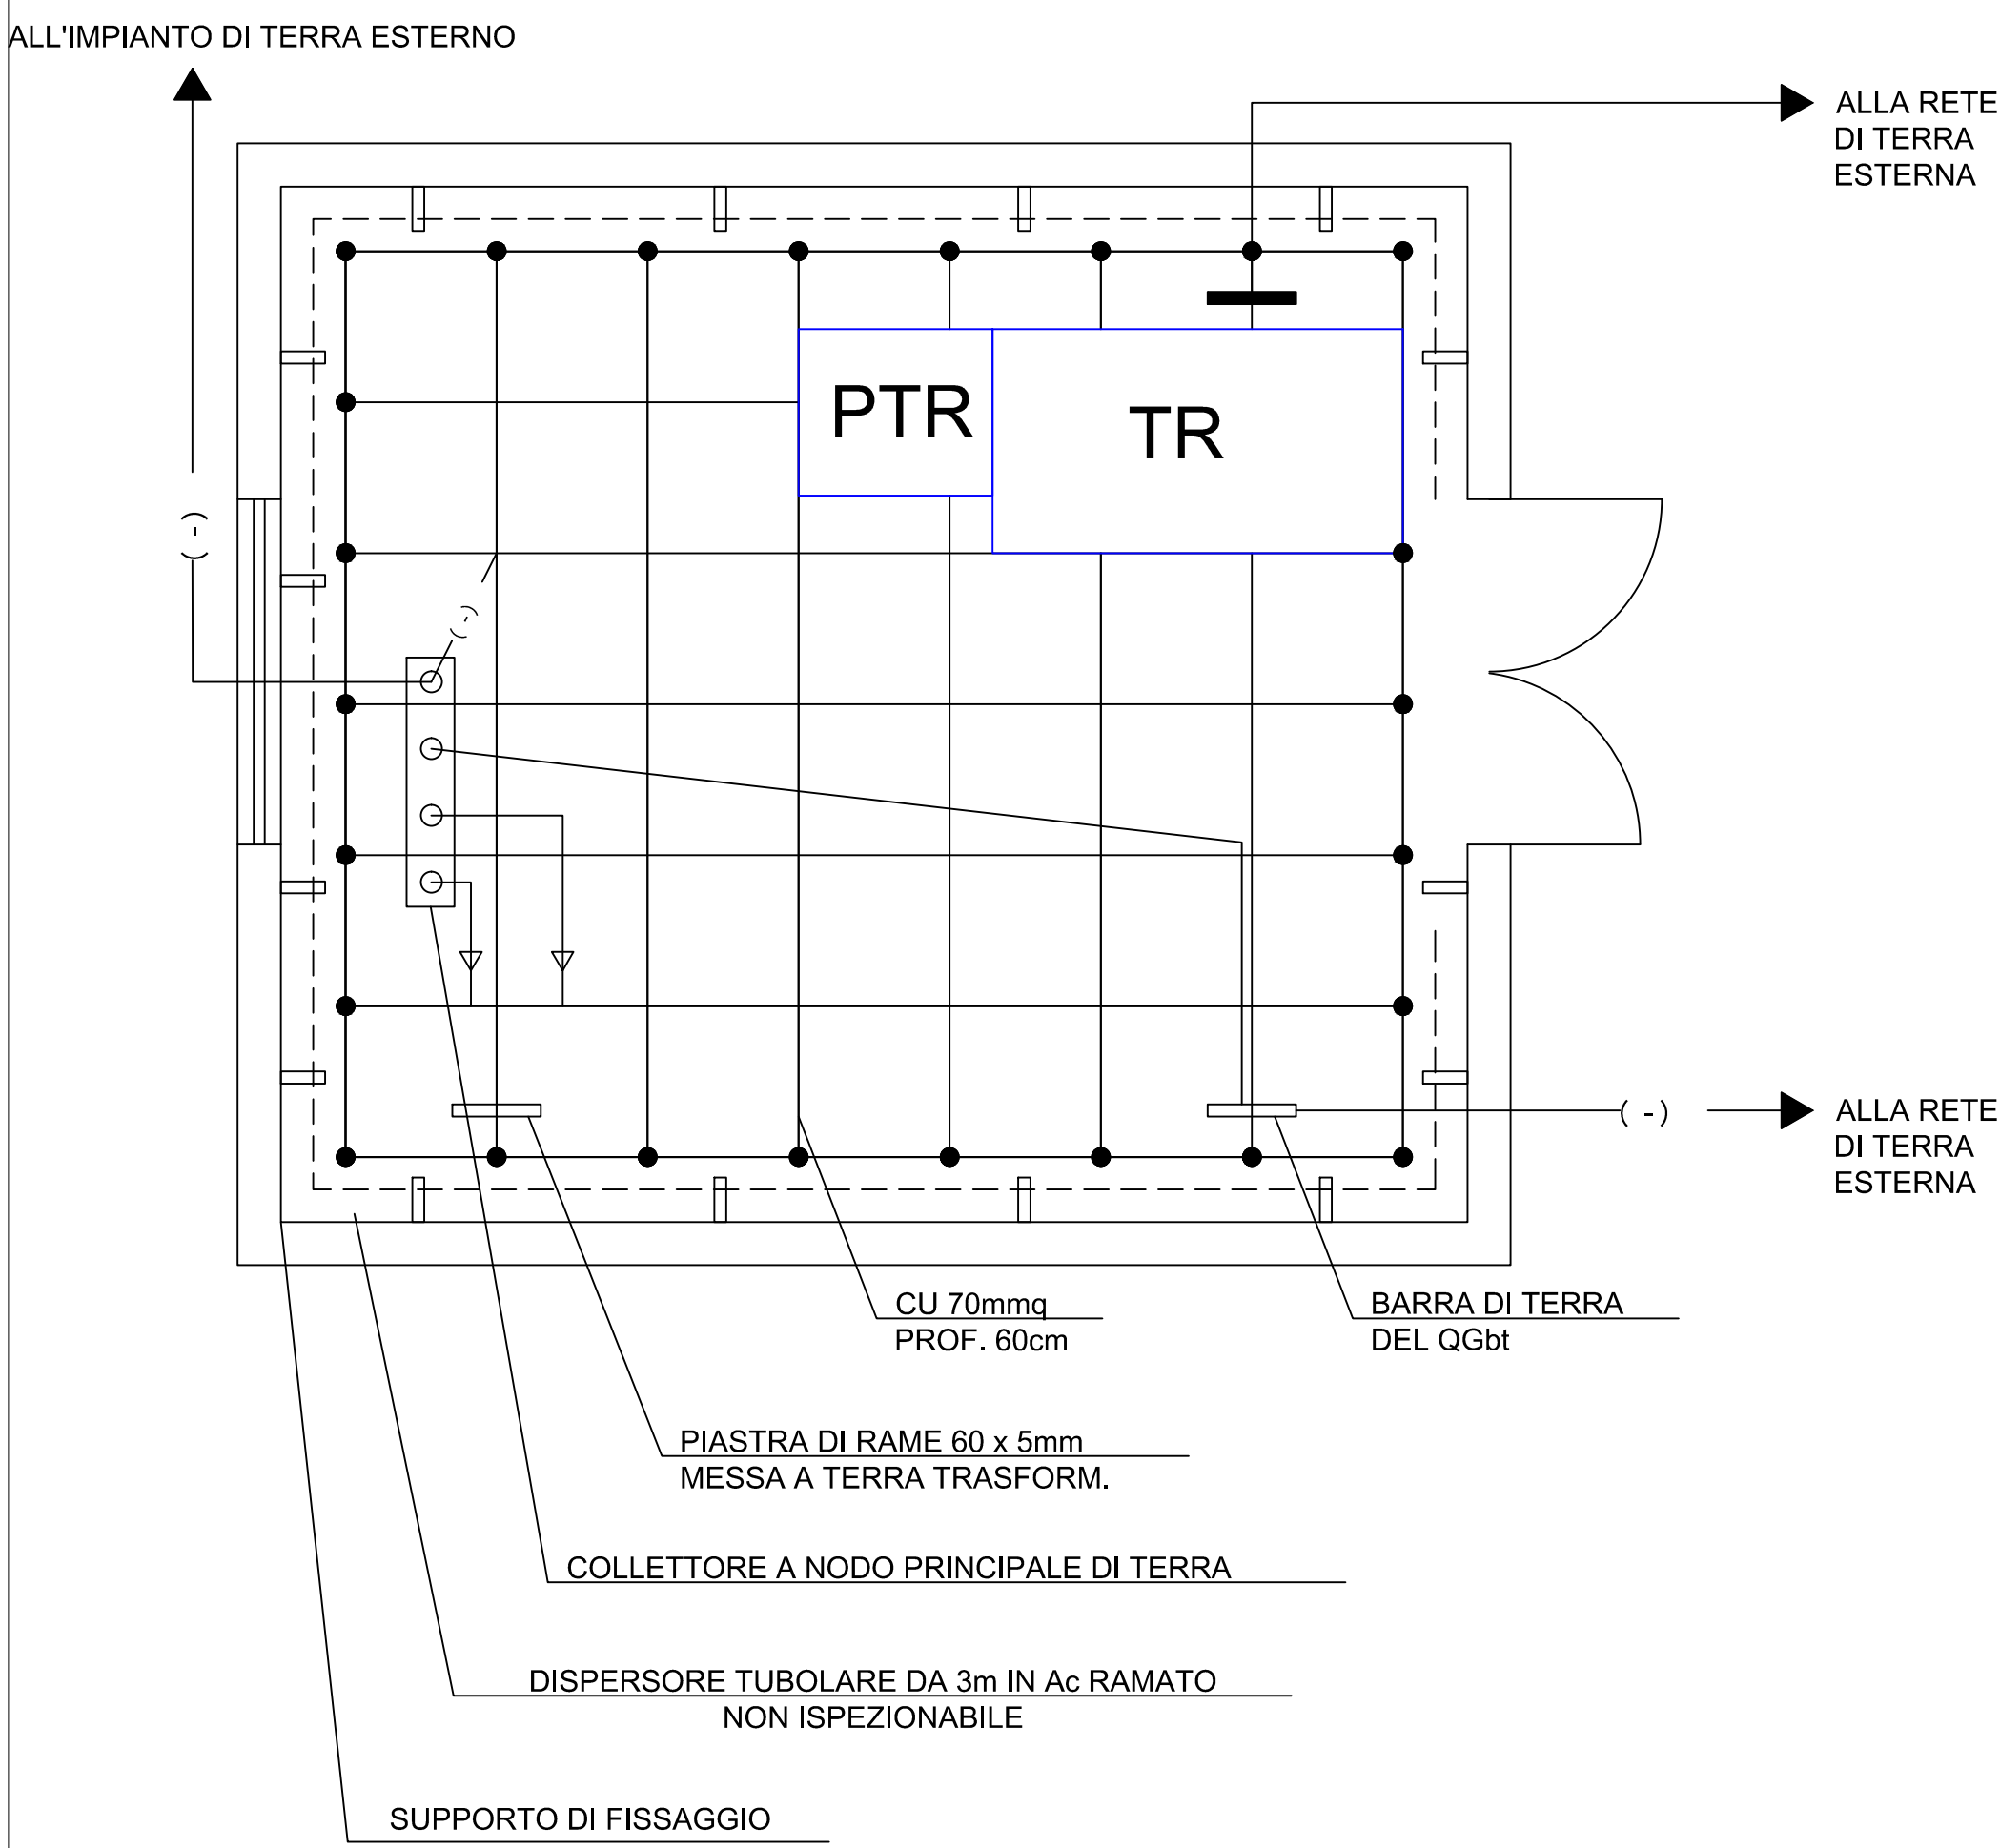 ALL'IMPIANTO DI TERRA ESTERNO
ALLA RETE
DI TERRA
ESTERNA
PTR
TR
( - )
( - )
( - )
ALLA RETE
DI TERRA
ESTERNA
CU 70mmq
PROF. 60cm
BARRA DI TERRA
DEL QGbt
PIASTRA DI RAME 60 x 5mm
MESSA A TERRA TRASFORM.
COLLETTORE A NODO PRINCIPALE DI TERRA
DISPERSORE TUBOLARE DA 3m IN Ac RAMATO
NON ISPEZIONABILE
SUPPORTO DI FISSAGGIO